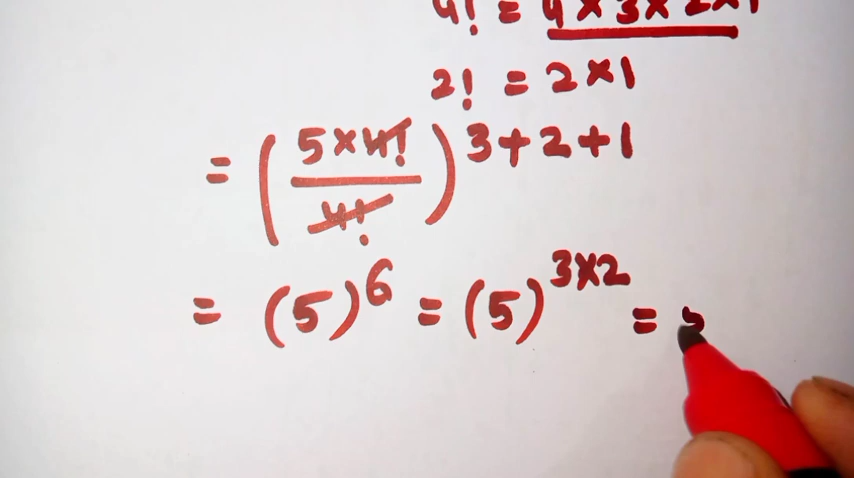 4! = 4×3×2×1
2! = 2×1
= (5×4!/4!)^3+2+1
= (5)^6 = (5)^3×2 =